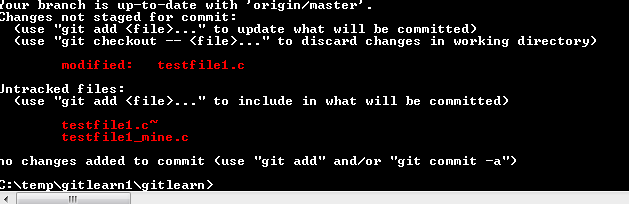 Your branch is up-to-date with 'origin/master'.
Changes not staged for commit:
  (use "git add <file>..." to update what will be committed)
  (use "git checkout -- <file>..." to discard changes in working directory)
        modified:   testfile1.c
Untracked files:
  (use "git add <file>..." to include in what will be committed)
        testfile1.c~
        testfile1_mine.c
no changes added to commit (use "git add" and/or "git commit -a")
C:\temp\gitlearn1\gitlearn>